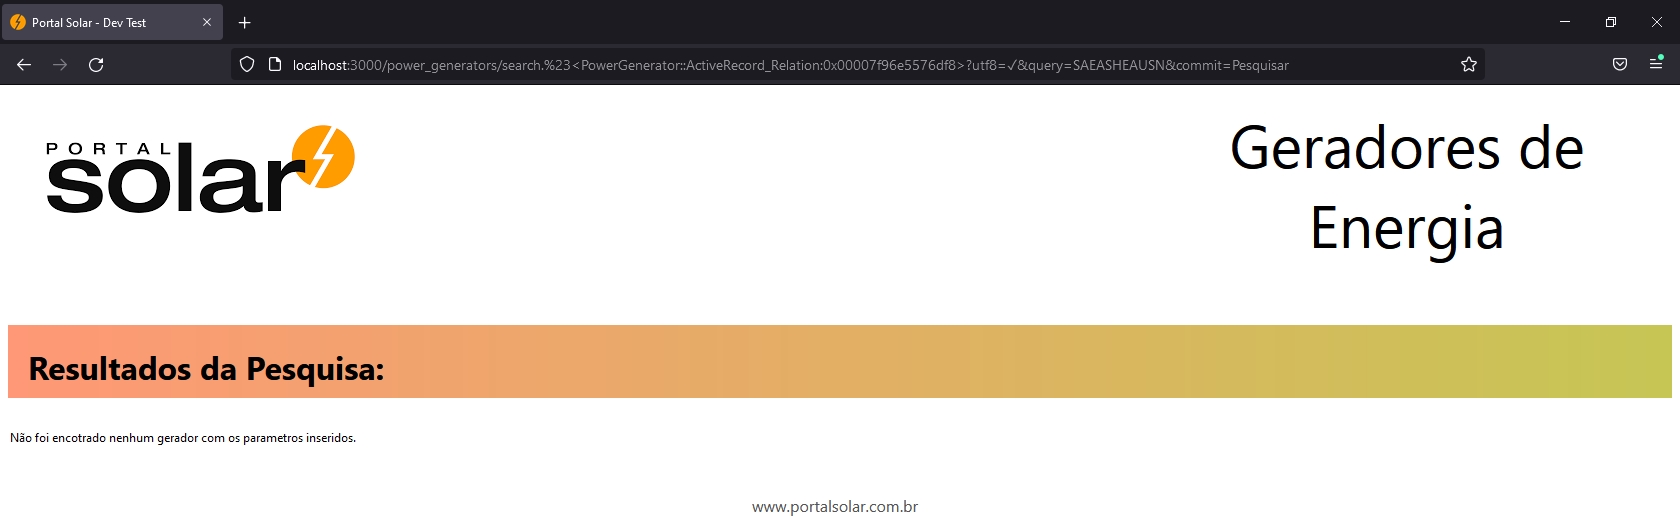 Portal Solar - Dev Test
localhost:3000/power_generators/search.%23<PowerGenerator::ActiveRecord_Relation:0x00007f96e5576df8>?utf8=✓&query=SAEASHEAUSN&commit=Pesquisar
PORTAL
solar
Geradores de
Energia
Resultados da Pesquisa:
Não foi encotrado nenhum gerador com os parametros inseridos.
www.portalsolar.com.br